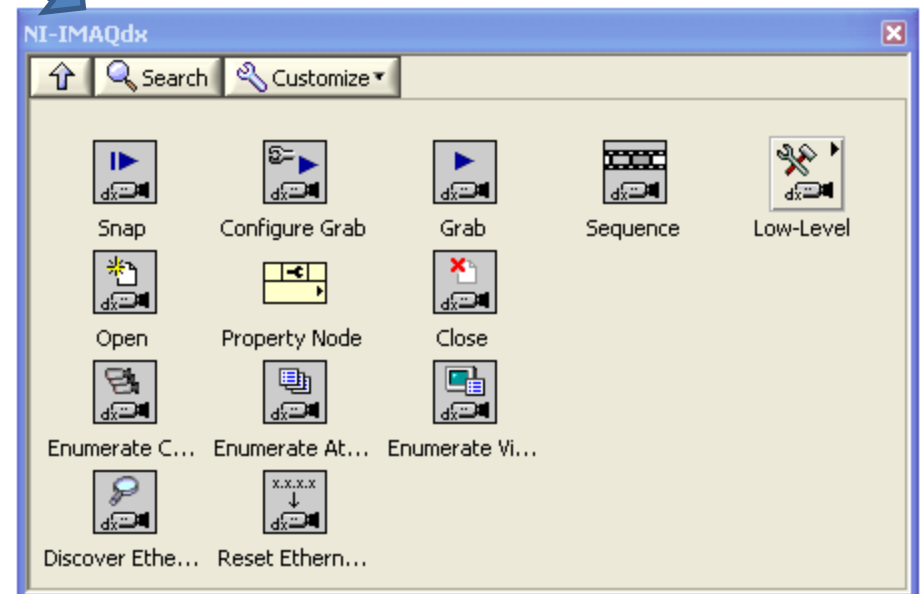 NI-IMAQdx
Search Customize
Snap Configure Grab Grab Sequence Low-Level
Open Property Node Close
Enumerate C... Enumerate At... Enumerate Vi...
x.x.x.x
Discover Ethe... Reset Ethern...